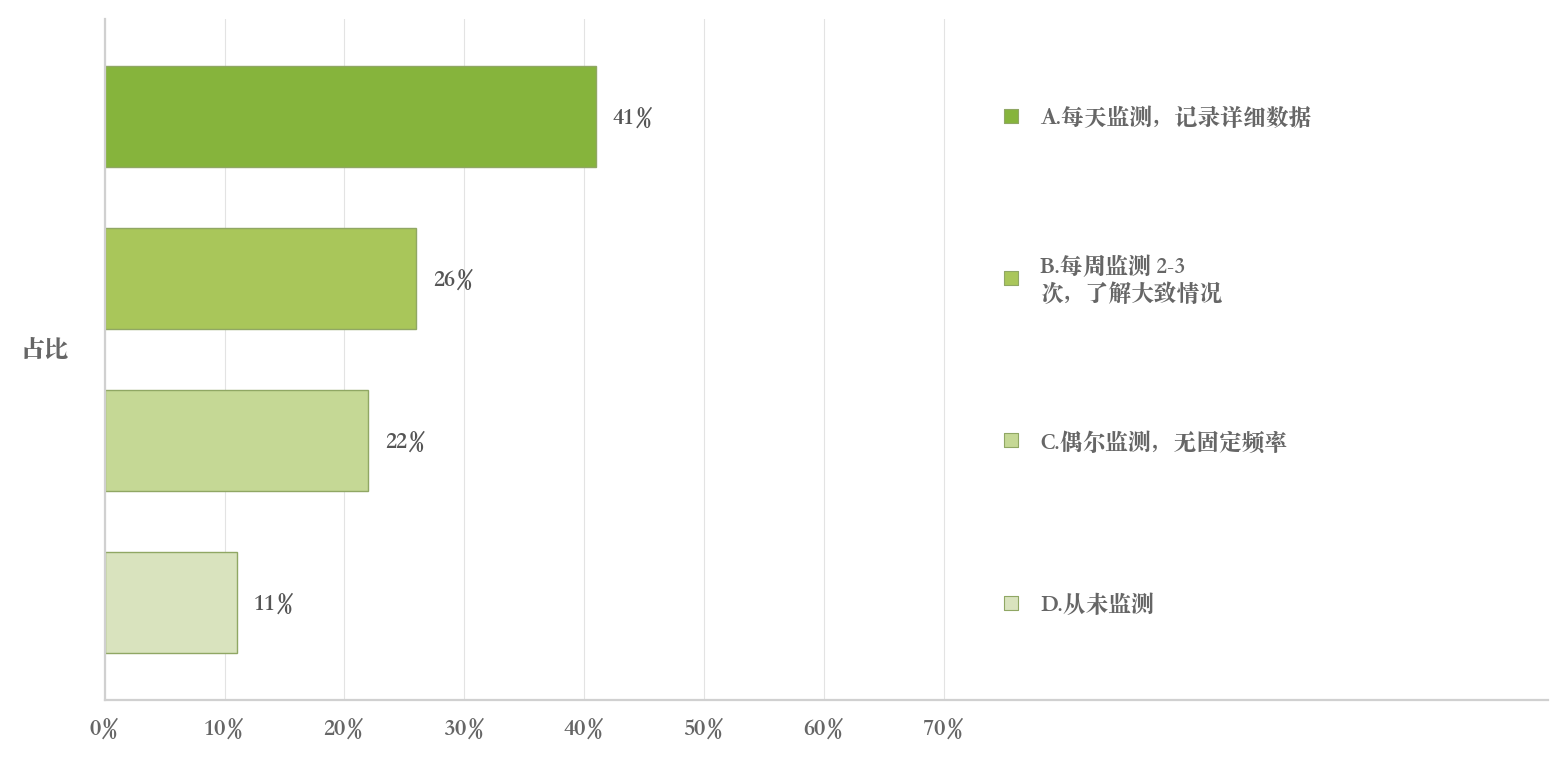 41%
A.每天监测，记录详细数据
26%
B.每周监测 2-3
次，了解大致情况
占比
22%
C.偶尔监测，无固定频率
11%
D.从未监测
0% 10% 20% 30% 40% 50% 60% 70%